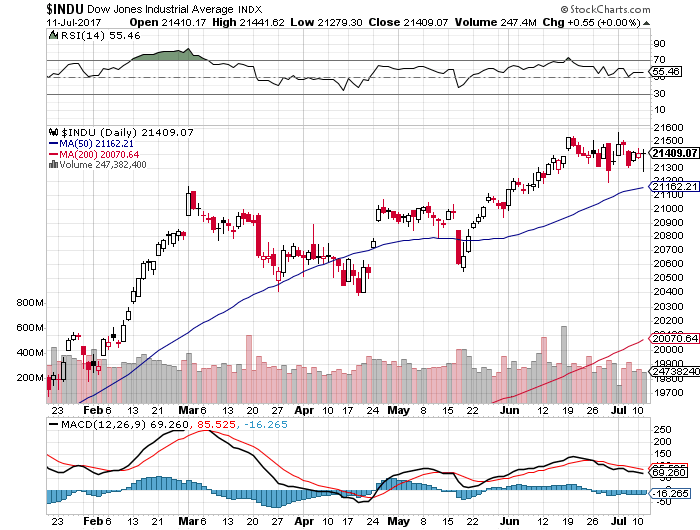 $INDU Dow Jones Industrial Average INDX
© StockCharts.com
11-Jul-2017
Open 21410.17 High 21441.62 Low 21279.30 Close 21409.07 Volume 247.4M Chg +0.55 (+0.00%)
RSI(14) 55.46
90
70
55.46
50
30
10
$INDU (Daily) 21409.07
MA(50) 21162.21
MA(200) 20070.64
Volume 247,382,400
21600
21500
21409.07
21300
21200
21162.21
21000
20900
20800
20700
20600
20500
20400
20300
20200
20070.64
20000
19900
19800
24738240
19700
800M
600M
400M
200M
23 Feb 6 13 21 Mar 6 13 20 27 Apr 10 17 24 May 8 15 22 Jun 12 19 26 Jul 10
MACD(12,26,9) 69.260, 85.525, -16.265
250
200
150
100
69.260
-16.265
-50
23 Feb 6 13 21 Mar 6 13 20 27 Apr 10 17 24 May 8 15 22 Jun 12 19 26 Jul 10